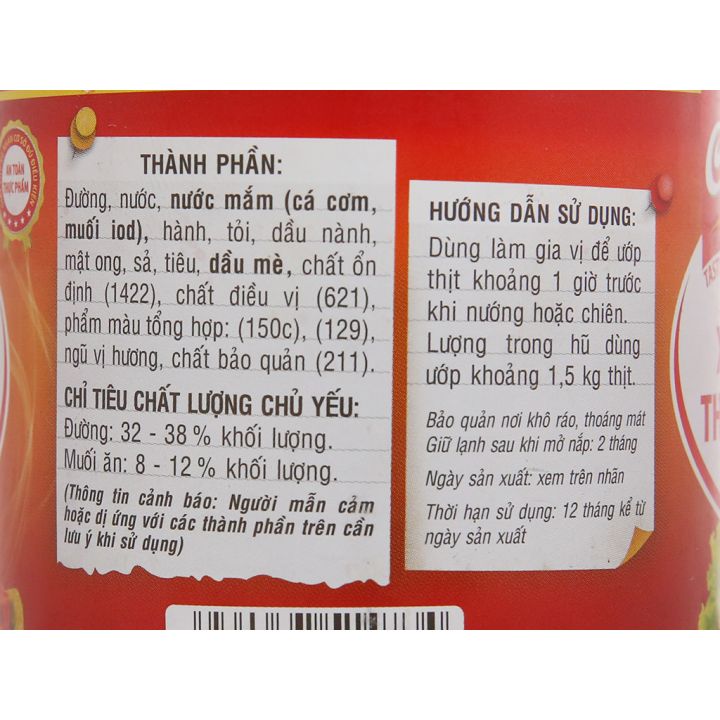 AN TOÀN
THỰC PHẨM
THÀNH PHẦN:
Đường, nước, nước mắm (cá cơm,
muối iod), hành, tỏi, dầu nành,
mật ong, sả, tiêu, dầu mè, chất ổn
định (1422), chất điều vị (621),
phẩm màu tổng hợp: (150c), (129),
ngũ vị hương, chất bảo quản (211).
CHỈ TIÊU CHẤT LƯỢNG CHỦ YẾU:
Đường: 32 - 38 % khối lượng.
Muối ăn: 8 - 12 % khối lượng.
(Thông tin cảnh báo: Người mẫn cảm
hoặc dị ứng với các thành phần trên cần
lưu ý khi sử dụng)
HƯỚNG DẪN SỬ DỤNG:
Dùng làm gia vị để ướp
thịt khoảng 1 giờ trước
khi nướng hoặc chiên.
Lượng trong hũ dùng
ướp khoảng 1,5 kg thịt.
Bảo quản nơi khô ráo, thoáng mát
Giữ lạnh sau khi mở nắp: 2 tháng
Ngày sản xuất: xem trên nhãn
Thời hạn sử dụng: 12 tháng kể từ
ngày sản xuất